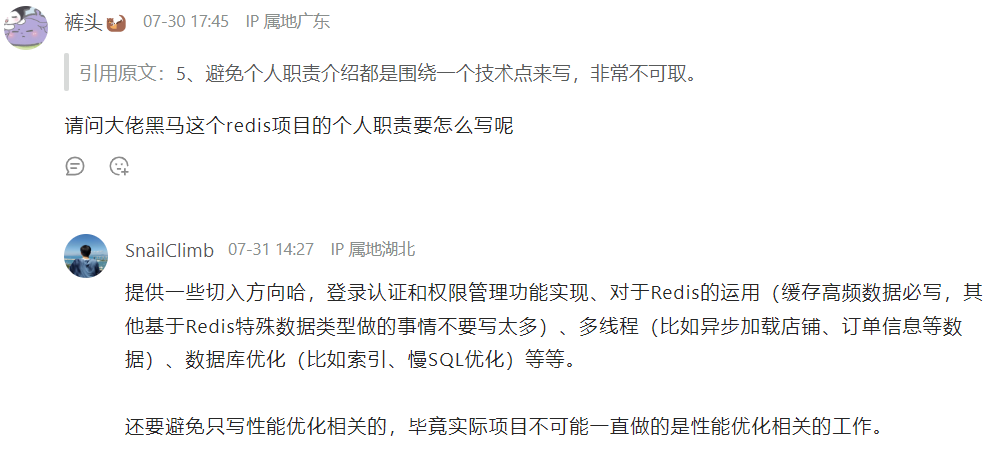 裤头 07-30 17:45 IP 属地广东
引用原文：5、避免个人职责介绍都是围绕一个技术点来写，非常不可取。
请问大佬黑马这个redis项目的个人职责要怎么写呢
SnailClimb 07-31 14:27 IP 属地湖北
提供一些切入方向哈，登录认证和权限管理功能实现、对于Redis的运用（缓存高频数据必写，其
他基于Redis特殊数据类型做的事情不要写太多）、多线程（比如异步加载店铺、订单信息等数
据）、数据库优化（比如索引、慢SQL优化）等等。
还要避免只写性能优化相关的，毕竟实际项目不可能一直做的是性能优化相关的工作。